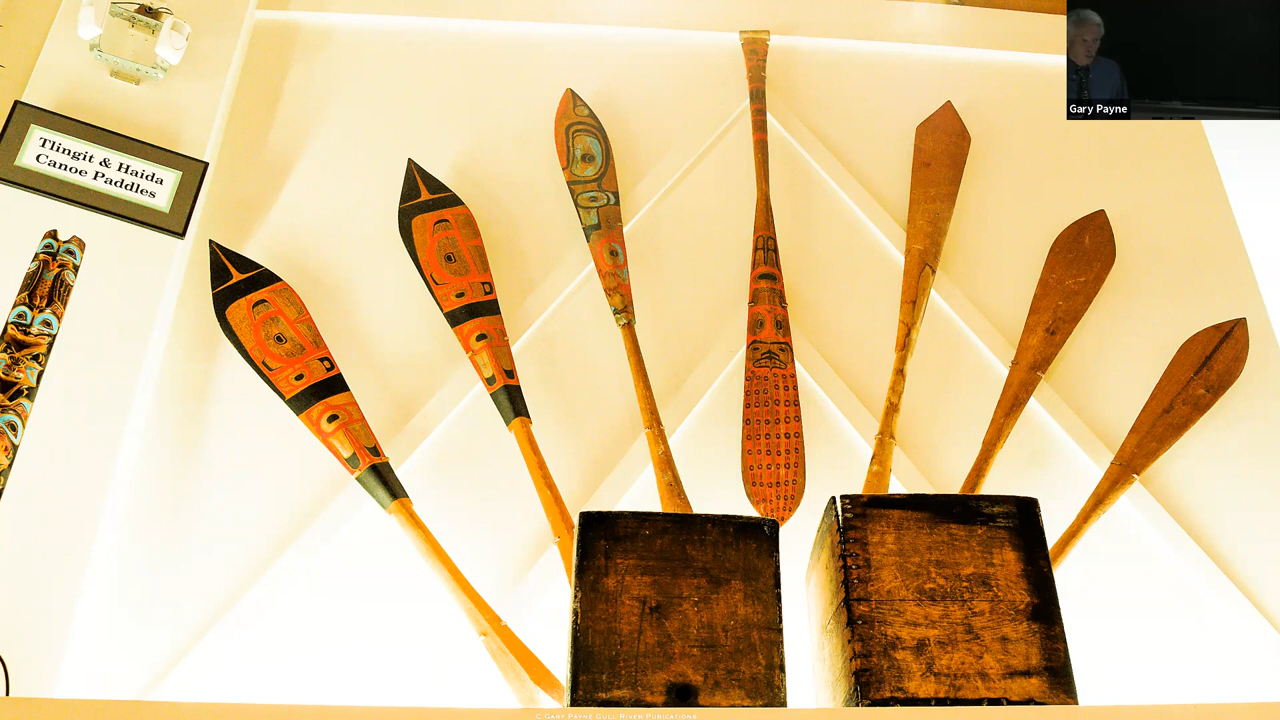 Gary Payne
Tlingit & Haida
Canoe Paddles
© Gary Payne Gull River Publications